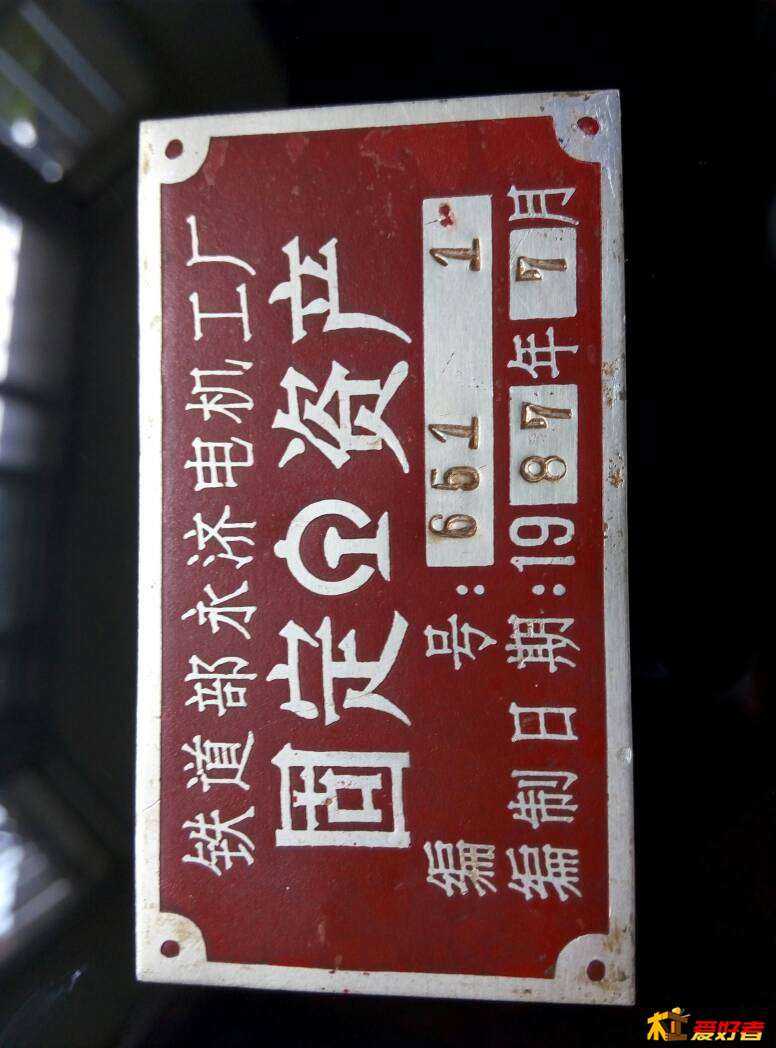 铁道部永济电机工厂
固定资产
编 号: 651 1
编制日期:1987年7月
杠爱好者